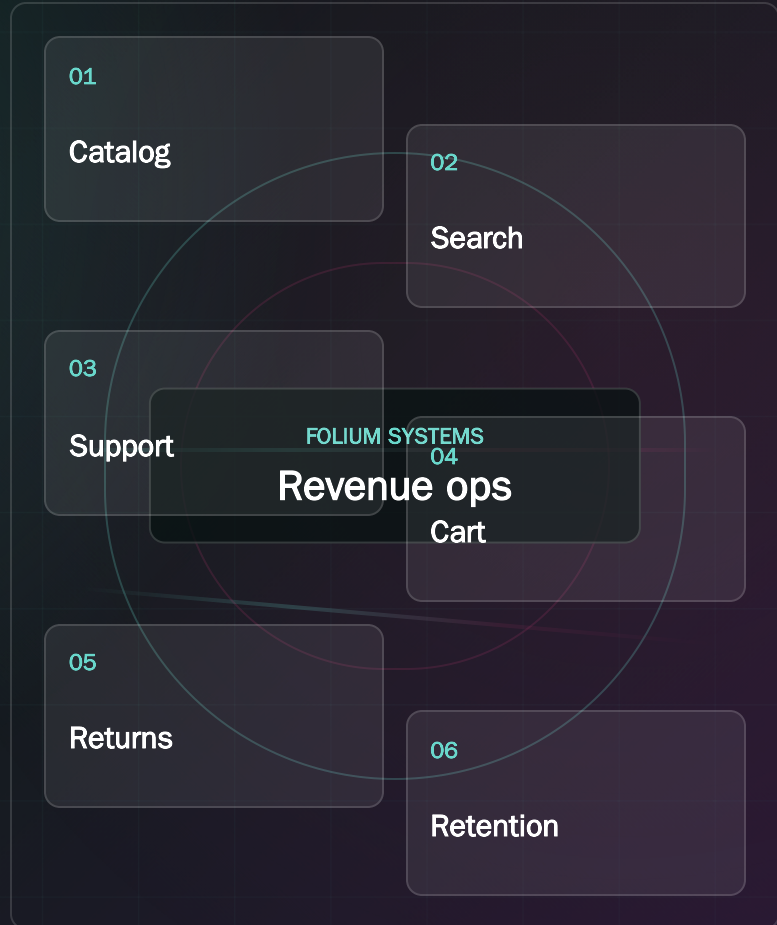 01
Catalog
02
Search
03
Support
FOLIUM SYSTEMS
Revenue ops
04
Cart
05
Returns
06
Retention